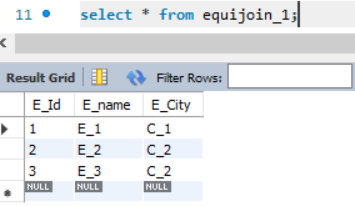 11 select * from equijoin_1;
Result Grid Filter Rows:
E_Id E_name E_City
1 E_1 C_1
2 E_2 C_2
3 E_3 C_2
NULL NULL NULL